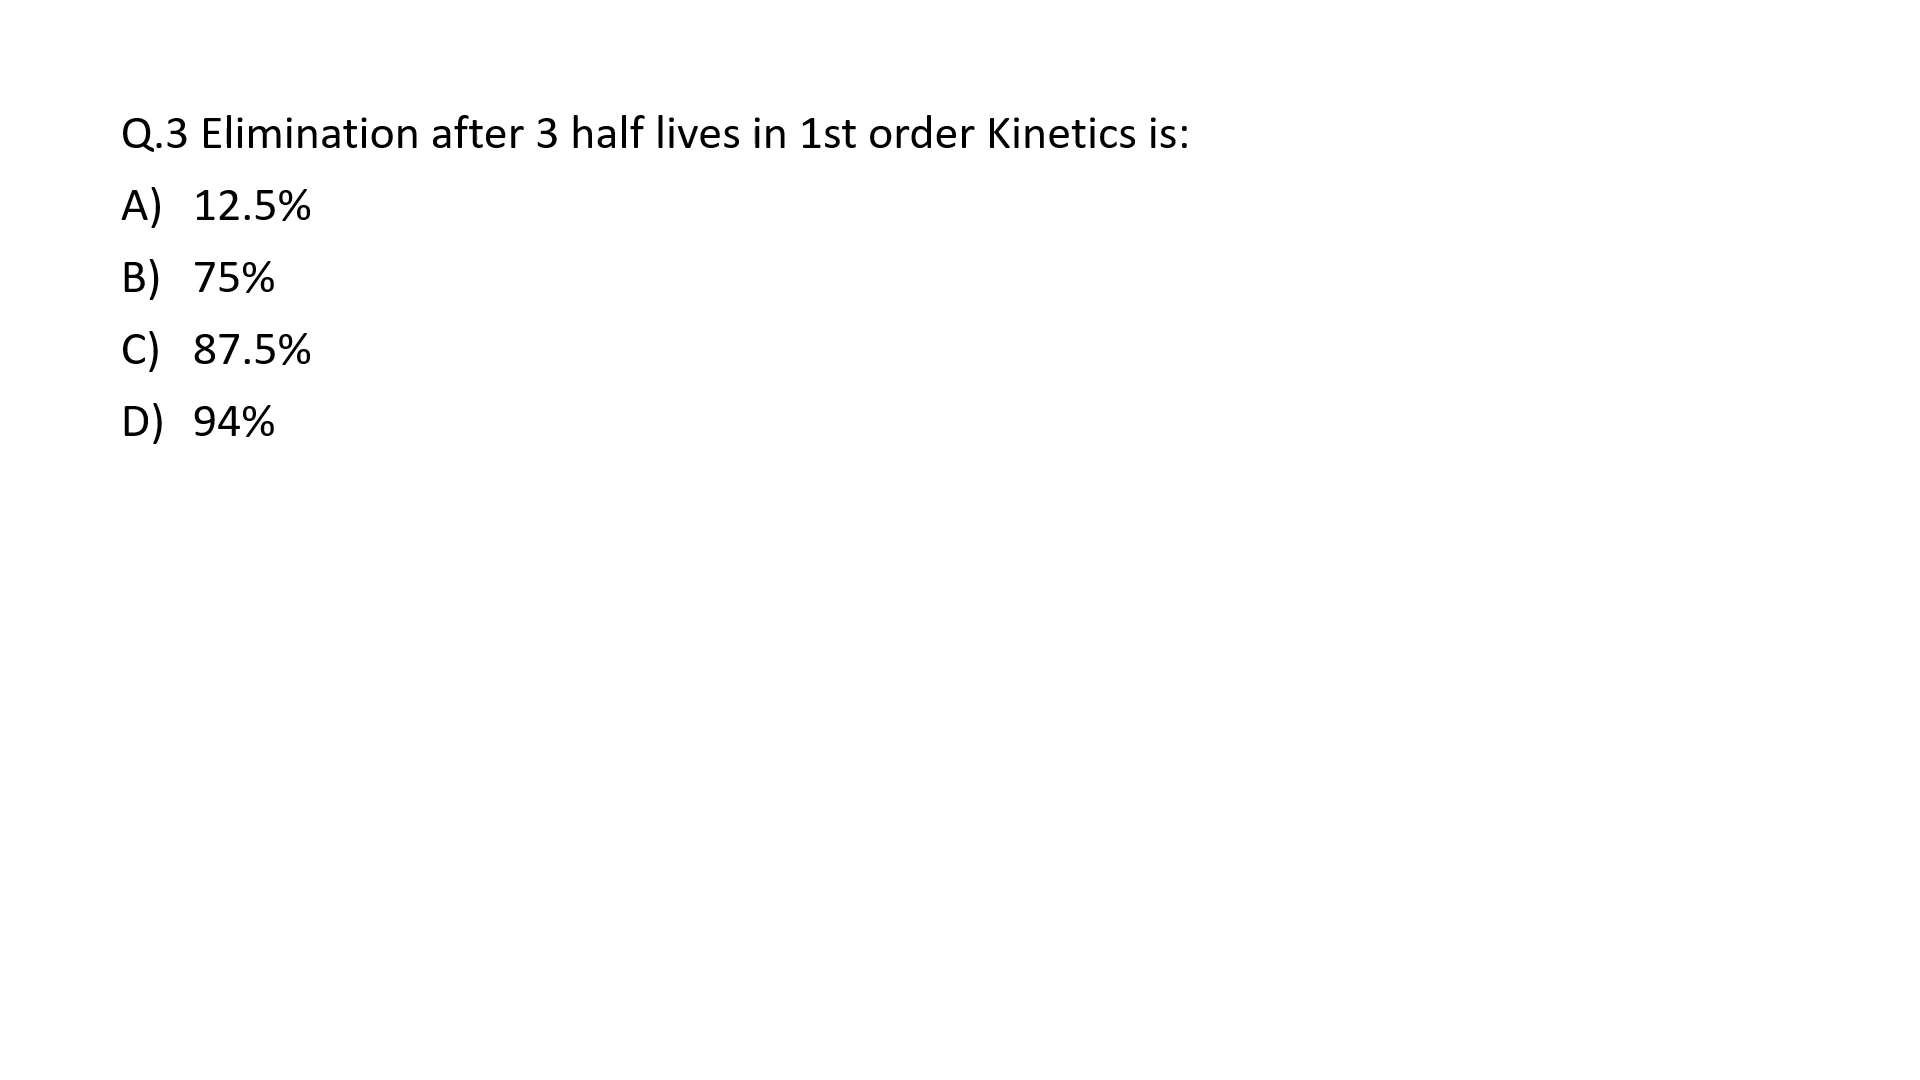 Q.3 Elimination after 3 half lives in 1st order Kinetics is:
A) 12.5%
B) 75%
C) 87.5%
D) 94%